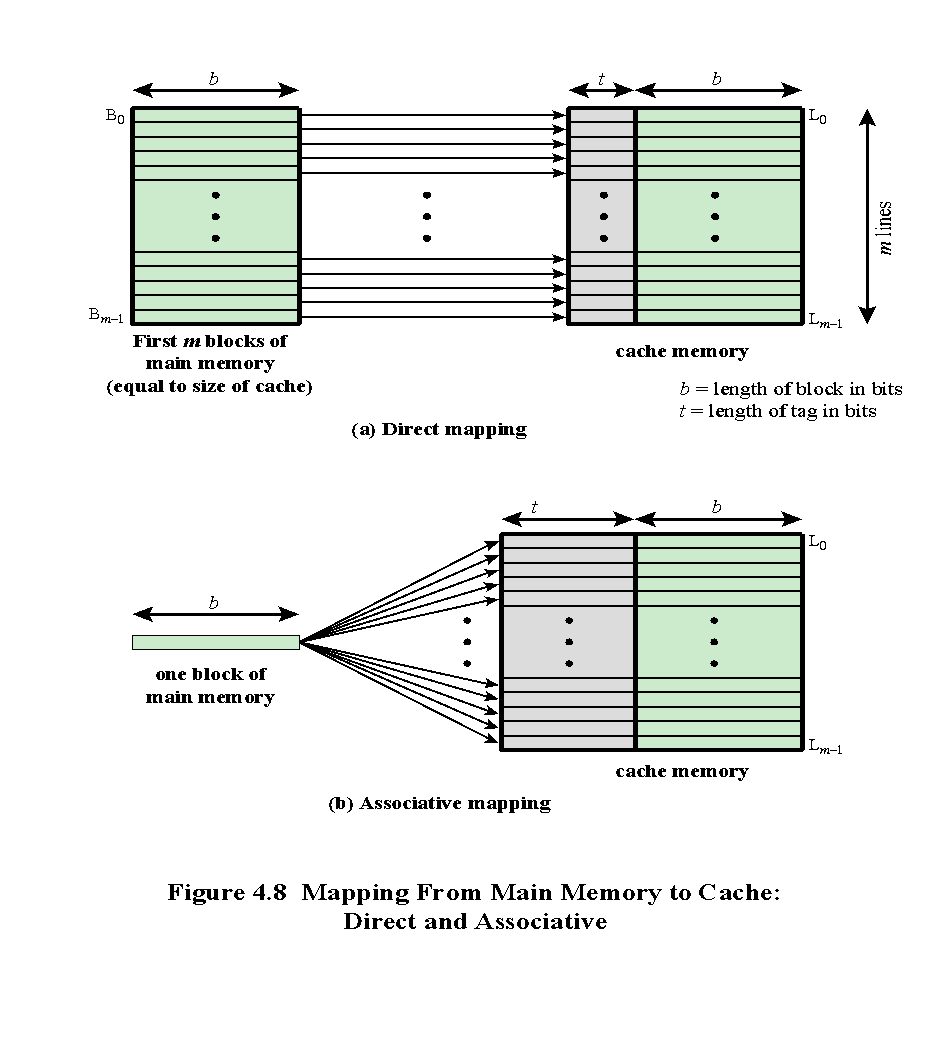 b
t
b
B0
L0
m lines
Bm–1
Lm–1
First m blocks of
main memory
(equal to size of cache)
cache memory
b = length of block in bits
t = length of tag in bits
(a) Direct mapping
t
b
L0
b
one block of
main memory
Lm–1
cache memory
(b) Associative mapping
Figure 4.8 Mapping From Main Memory to Cache:
Direct and Associative